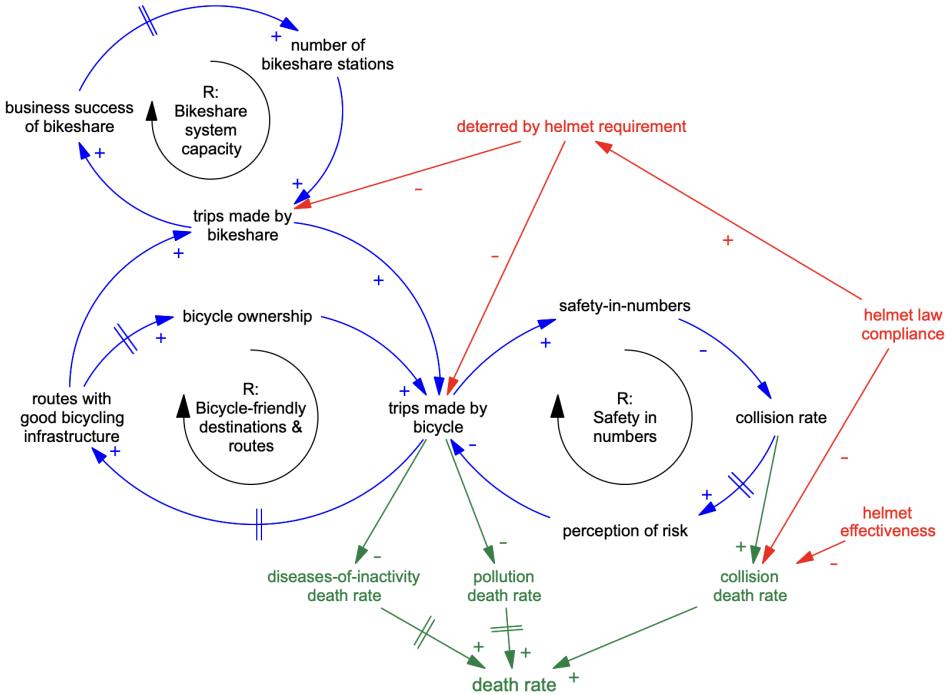 number of
bikeshare stations
business success
of bikeshare
R:
Bikeshare
system
capacity
deterred by helmet requirement
trips made by
bikeshare
bicycle ownership
safety-in-numbers
helmet law
compliance
routes with
good bicycling
infrastructure
R:
Bicycle-friendly
destinations &
routes
trips made by
bicycle
R:
Safety in
numbers
collision rate
perception of risk
helmet
effectiveness
diseases-of-inactivity
death rate
pollution
death rate
collision
death rate
death rate